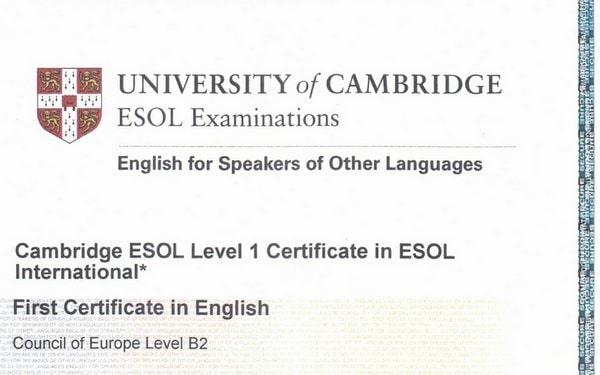 UNIVERSITY of CAMBRIDGE
ESOL Examinations
English for Speakers of Other Languages
Cambridge ESOL Level 1 Certificate in ESOL
International*
First Certificate in English
Council of Europe Level B2